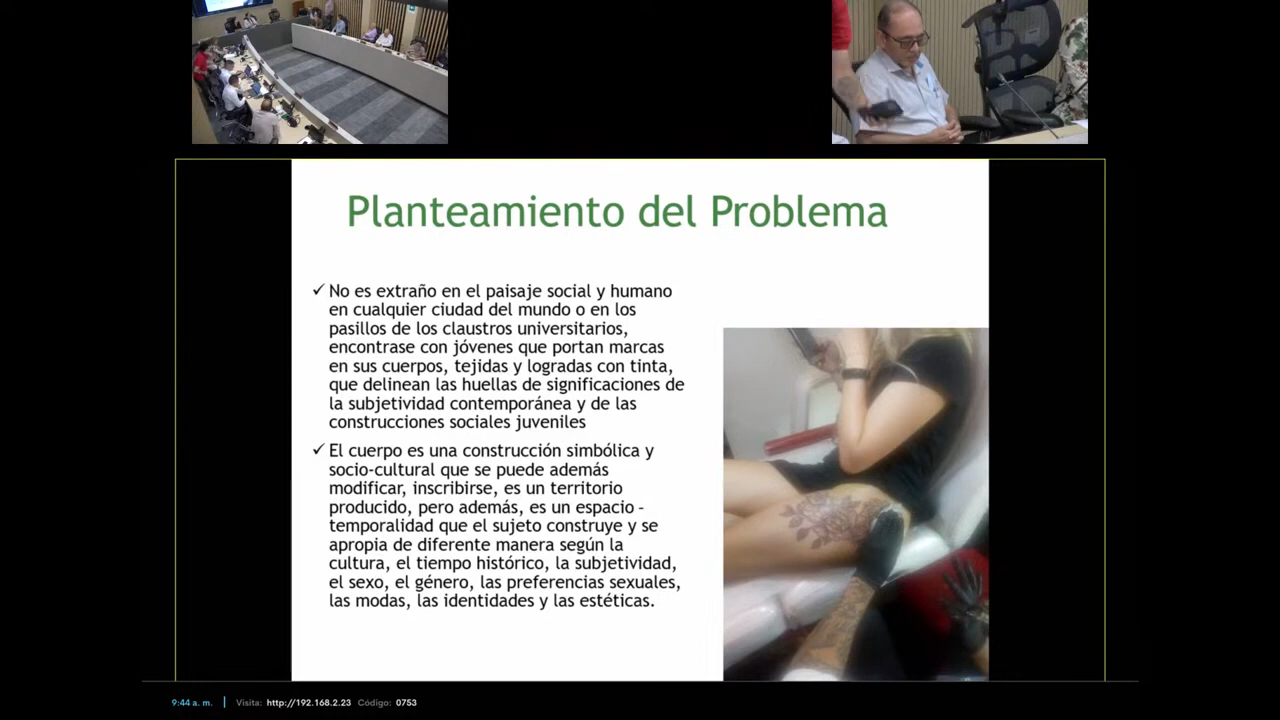 Planteamiento del Problema
✓ No es extraño en el paisaje social y humano
en cualquier ciudad del mundo o en los
pasillos de los claustros universitarios,
encontrase con jóvenes que portan marcas
en sus cuerpos, tejidas y logradas con tinta,
que delinean las huellas de significaciones de
la subjetividad contemporánea y de las
construcciones sociales juveniles
✓ El cuerpo es una construcción simbólica y
socio-cultural que se puede además
modificar, inscribirse, es un territorio
producido, pero además, es un espacio –
temporalidad que el sujeto construye y se
apropia de diferente manera según la
cultura, el tiempo histórico, la subjetividad,
el sexo, el género, las preferencias sexuales,
las modas, las identidades y las estéticas.
9:44 a. m. | Visita: http://192.168.2.23 Código: 0753